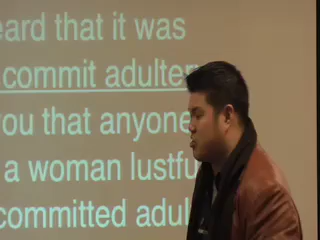 eard that it was
commit adulter
ou that anyone
a woman lustfu
committed adul